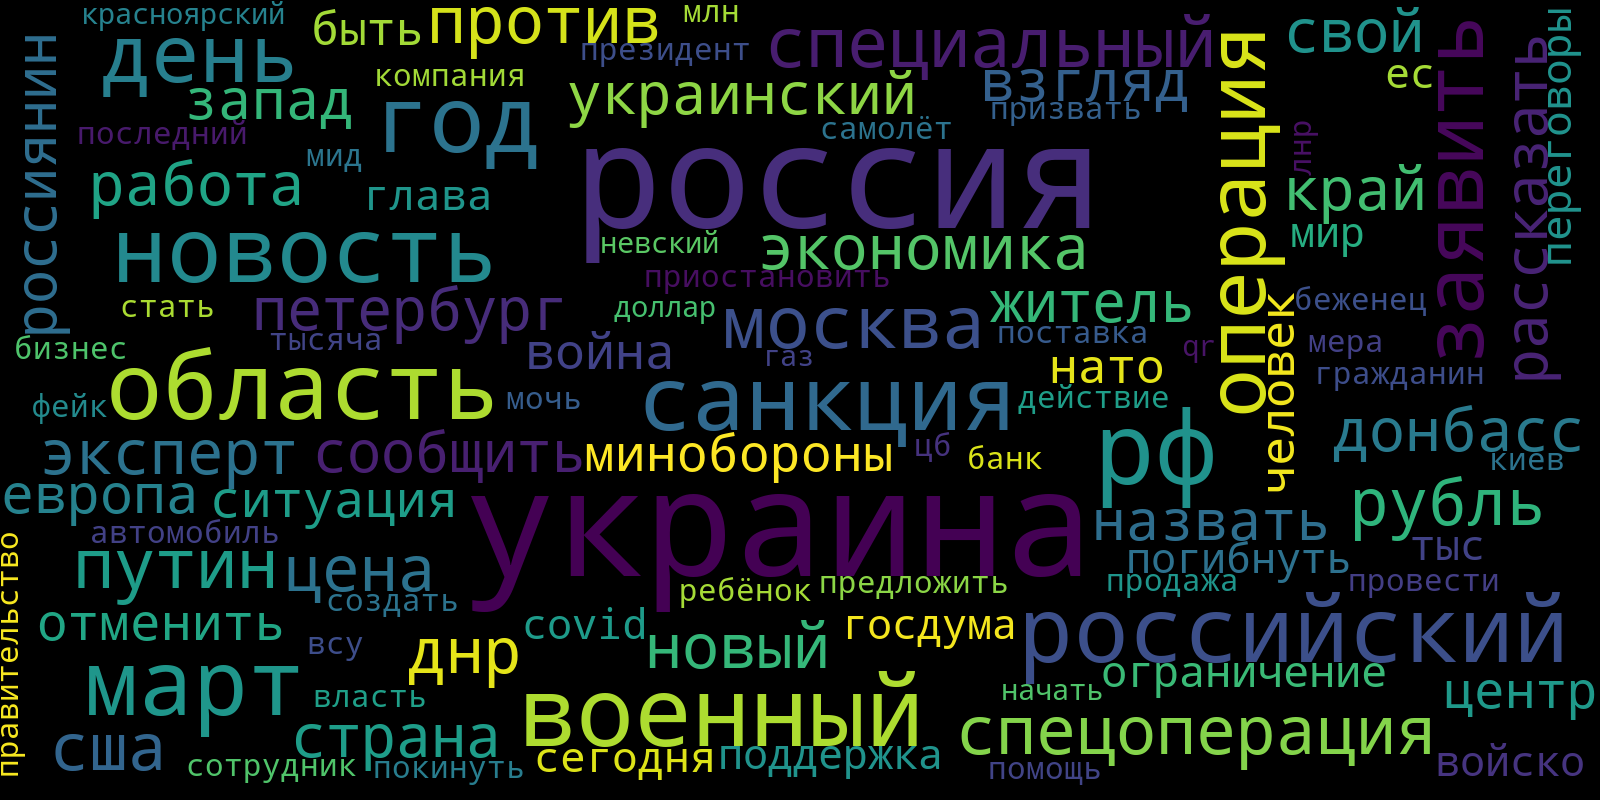 красноярский
млн
быть
против
день
президент
специальный
свой
переговоры
россиянин
компания
запад
год
украинский
взгляд
призвать
операция
ес
заявить
рассказать
последний
самолёт
мид
россия
лнр
работа
глава
край
новость
невский
экономика
мир
приостановить
стать
петербург
доллар
москва
житель
беженец
бизнес
тысяча
война
газ
поставка
qr
мера
человек
нато
гражданин
область
фейк
мочь
санкция
действие
эксперт
сообщить
минобороны
цб
банк
рф
донбасс
киев
европа
ситуация
украина
рубль
автомобиль
назвать
тыс
правительство
путин
цена
погибнуть
ребёнок
предложить
продажа
провести
создать
отменить
всу
днр
covid
новый
госдума
российский
март
власть
военный
начать
ограничение
центр
сша
страна
сотрудник
покинуть
сегодня
поддержка
спецоперация
помощь
войско